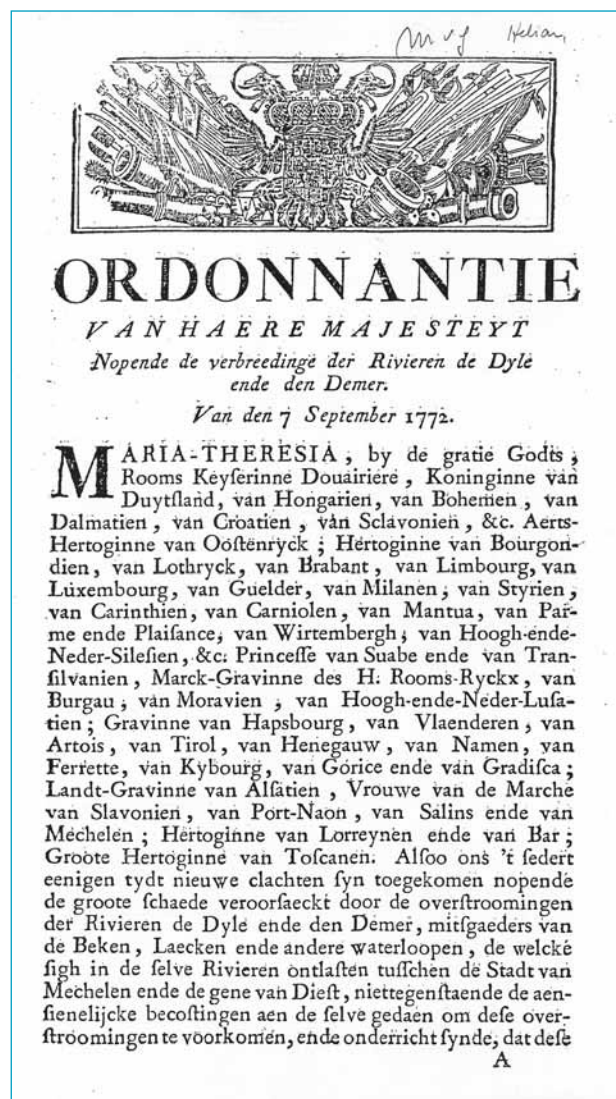 ORDONNANTIE
VAN HAERE MAJESTEYT
Nopende de verbreedinge der Rivieren de Dyle
ende den Demer.
Van den 7 September 1772.
MARIA-THERESIA, by de gratie Godts,
Rooms Keyſerinne Douairiere, Koninginne van
Duytſland, van Hongarien, van Bohemen, van
Dalmatien, van Croatien, van Sclavonien, &c. Aerts-
Hertoginne van Ooſtenryck; Hertoginne van Bourgon-
dien, van Lothryck, van Brabant, van Limbourg, van
Luxembourg, van Guelder, van Milanen, van Styrien,
van Carinthien, van Carniolen, van Mantua, van Par-
me ende Plaiſance, van Wirtembergh, van Hoogh-ende-
Neder-Sileſien, &c. Princeſſe van Suabe ende van Tran-
ſilvanien, Marck-Gravinne des H. Rooms-Ryckx, van
Burgau, van Moravien, van Hoogh-ende-Neder-Luſa-
tien; Gravinne van Hapsbourg, van Vlaenderen, van
Artois, van Tirol, van Henegauw, van Namen, van
Ferrette, van Kybourg, van Gorice ende van Gradiſca;
Landt-Gravinne van Alſatien, Vrouwe van de Marche
van Slavonien, van Port-Naon, van Salins ende van
Mechelen; Hertoginne van Lorreynen ende van Bar;
Groote Hertoginne van Toſcanen. Alſoo ons 't ſedert
eenigen tydt nieuwe clachten ſyn toegekomen nopende
de groote ſchaede veroorſaeckt door de overſtroomingen
der Rivieren de Dyle ende den Demer, mitſgaeders van
de Beken, Laecken ende andere waterloopen, de welcke
ſigh in de ſelve Rivieren ontlaſten tuſſchen de Stadt van
Mechelen ende de gene van Dieſt, niettegenſtaende de aen-
ſienelijcke becoſtingen aen de ſelve gedaen om deſe over-
ſtroomingen te voorkomen, ende onderricht ſynde, dat deſe
A